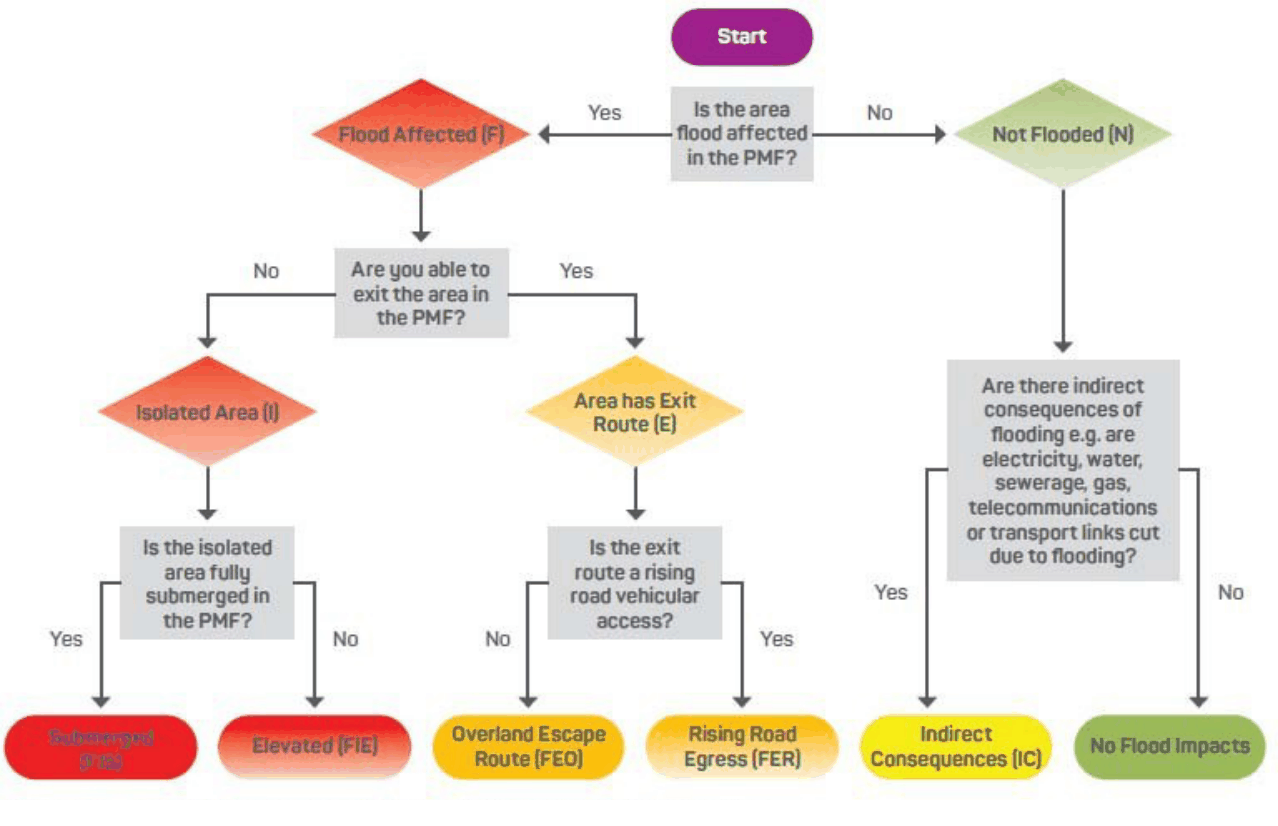 Start
Is the area
flood affected
in the PMF?
Yes
No
Flood Affected (F)
Not Flooded (N)
Are you able to
exit the area in
the PMF?
No
Yes
Isolated Area (I)
Area has Exit
Route (E)
Are there indirect
consequences of
flooding e.g. are
electricity, water,
sewerage, gas,
telecommunications
or transport links cut
due to flooding?
Is the isolated
area fully
submerged in
the PMF?
Is the exit
route a rising
road vehicular
access?
Yes
No
No
Yes
Yes
No
Submerged
Elevated (FIE)
Overland Escape
Route (FEO)
Rising Road
Egress (FER)
Indirect
Consequences (IC)
No Flood Impacts